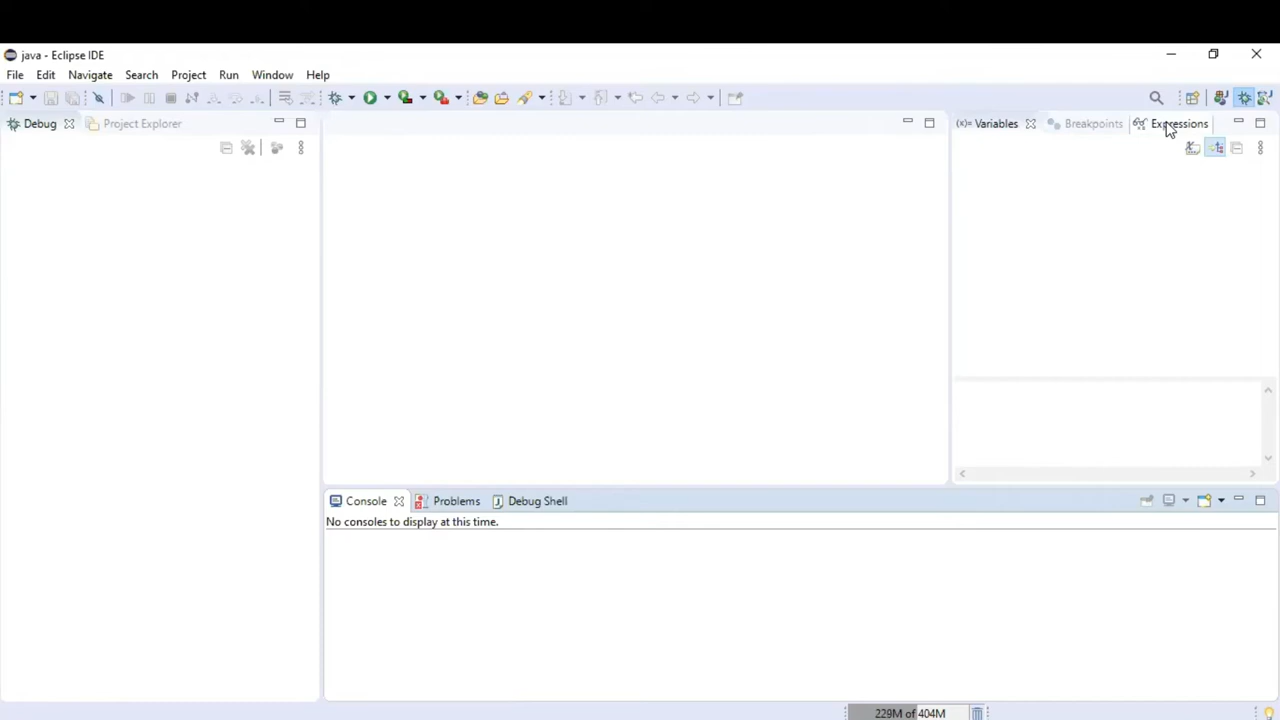 java - Eclipse IDE
File Edit Navigate Search Project Run Window Help
Debug Project Explorer
(x)= Variables Breakpoints Expressions
Console Problems Debug Shell
No consoles to display at this time.
229M of 404M